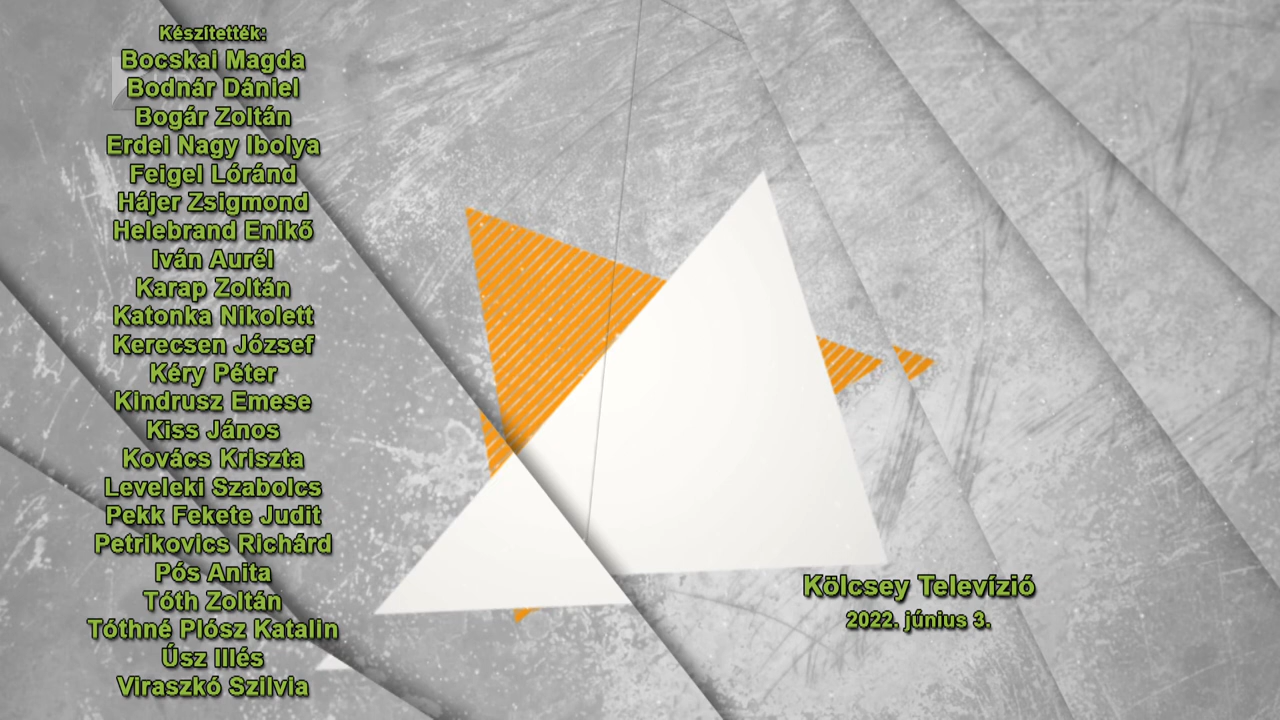 Készítették:
Bocskai Magda
Bodnár Dániel
Bogár Zoltán
Erdei Nagy Ibolya
Feigel Lóránd
Hájer Zsigmond
Helebrand Enikő
Iván Aurél
Karap Zoltán
Katonka Nikolett
Kerecsen József
Kéry Péter
Kindrusz Emese
Kiss János
Kovács Kriszta
Leveleki Szabolcs
Pekk Fekete Judit
Petrikovics Richárd
Pós Anita
Tóth Zoltán
Tóthné Plósz Katalin
Úsz Illés
Viraszkó Szilvia
Kölcsey Televízió
2022. június 3.